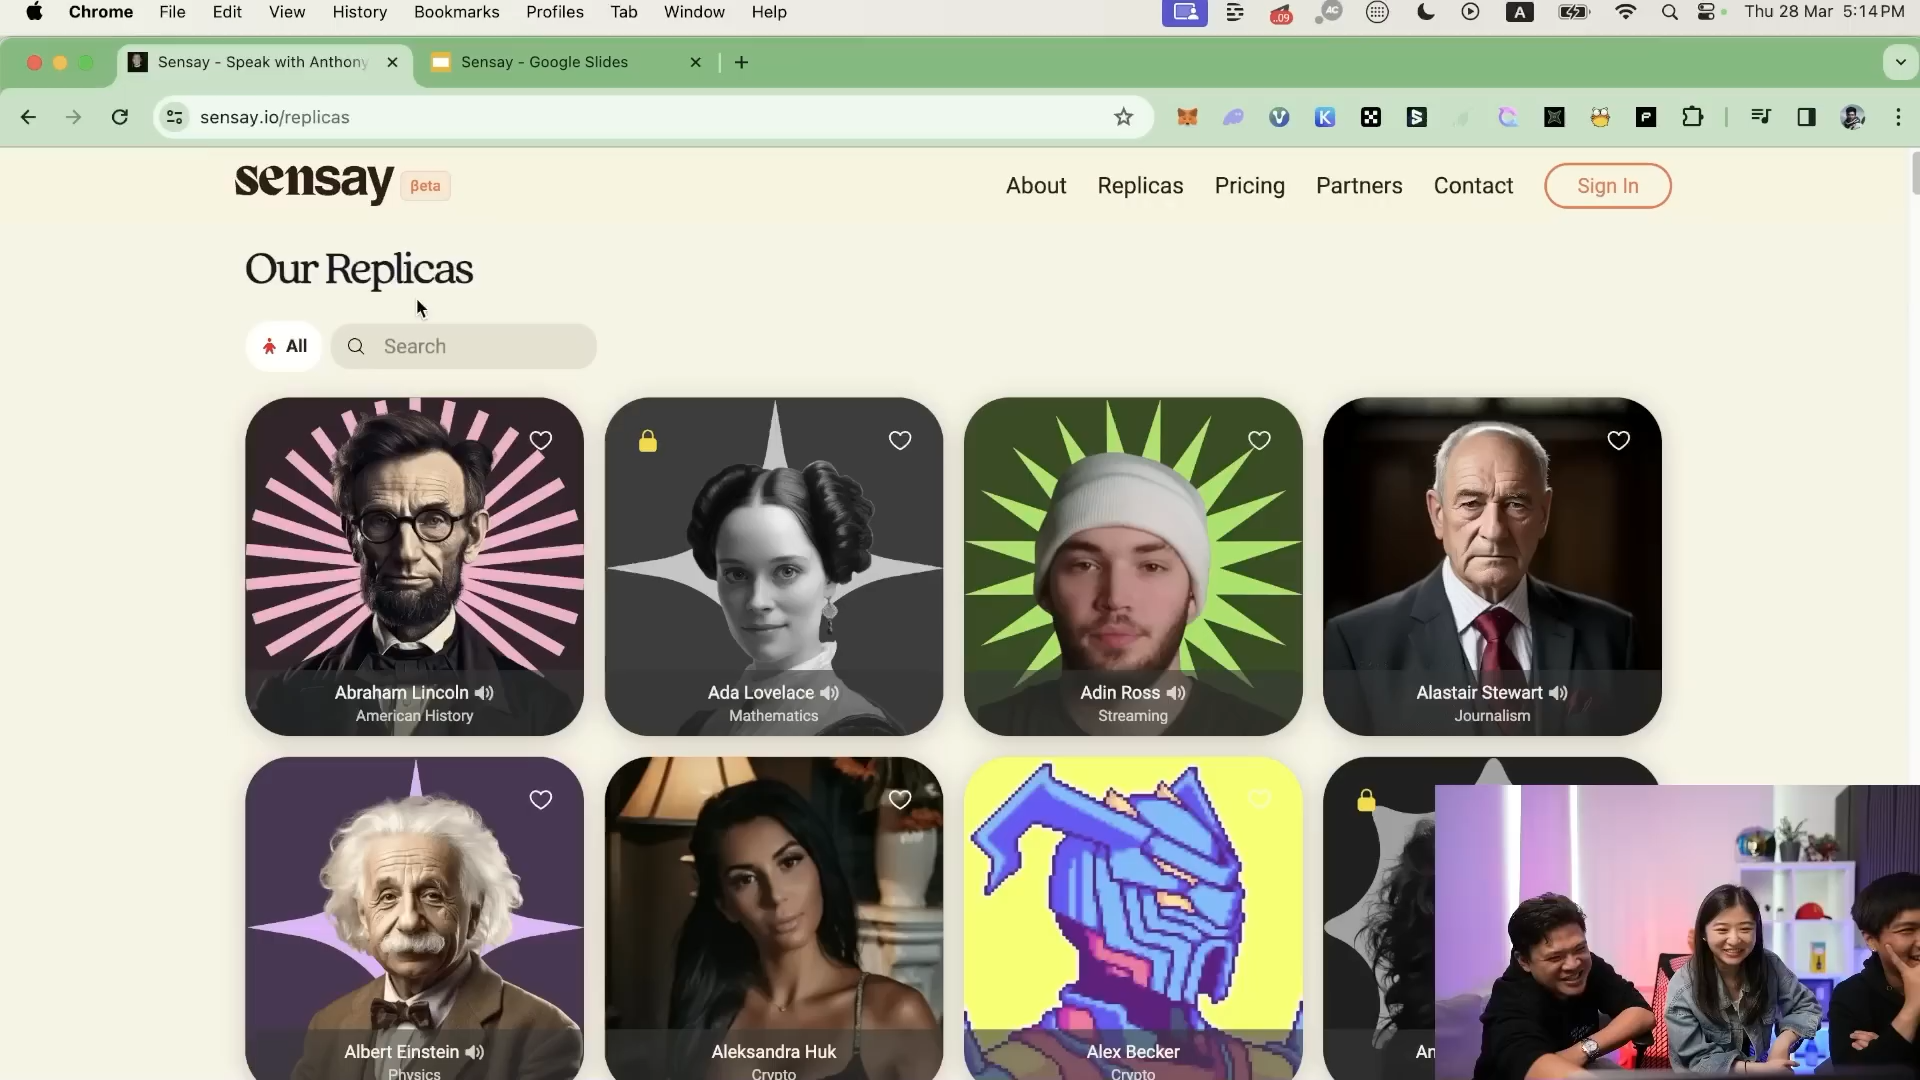 Chrome File Edit View History Bookmarks Profiles Tab Window Help
.09 AC A Thu 28 Mar 5:14 PM
Sensay - Speak with Anthony
Sensay - Google Slides
sensay.io/replicas
sensay βeta
About Replicas Pricing Partners Contact Sign In
Our Replicas
All
Search
Abraham Lincoln
American History
Ada Lovelace
Mathematics
Adin Ross
Streaming
Alastair Stewart
Journalism
Albert Einstein
Physics
Aleksandra Huk
Crypto
Alex Becker
Crypto
An